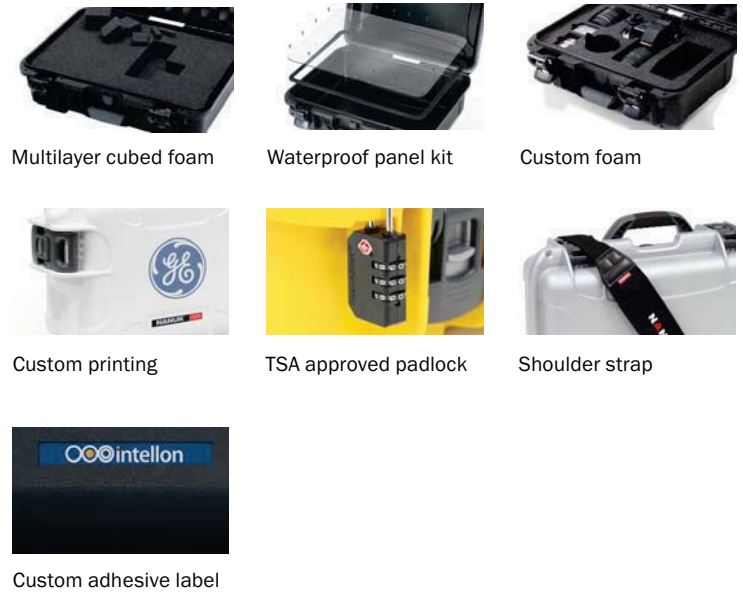 Multilayer cubed foam
Waterproof panel kit
Custom foam
GE
NANUK
Custom printing
TSA approved padlock
Shoulder strap
intellon
Custom adhesive label